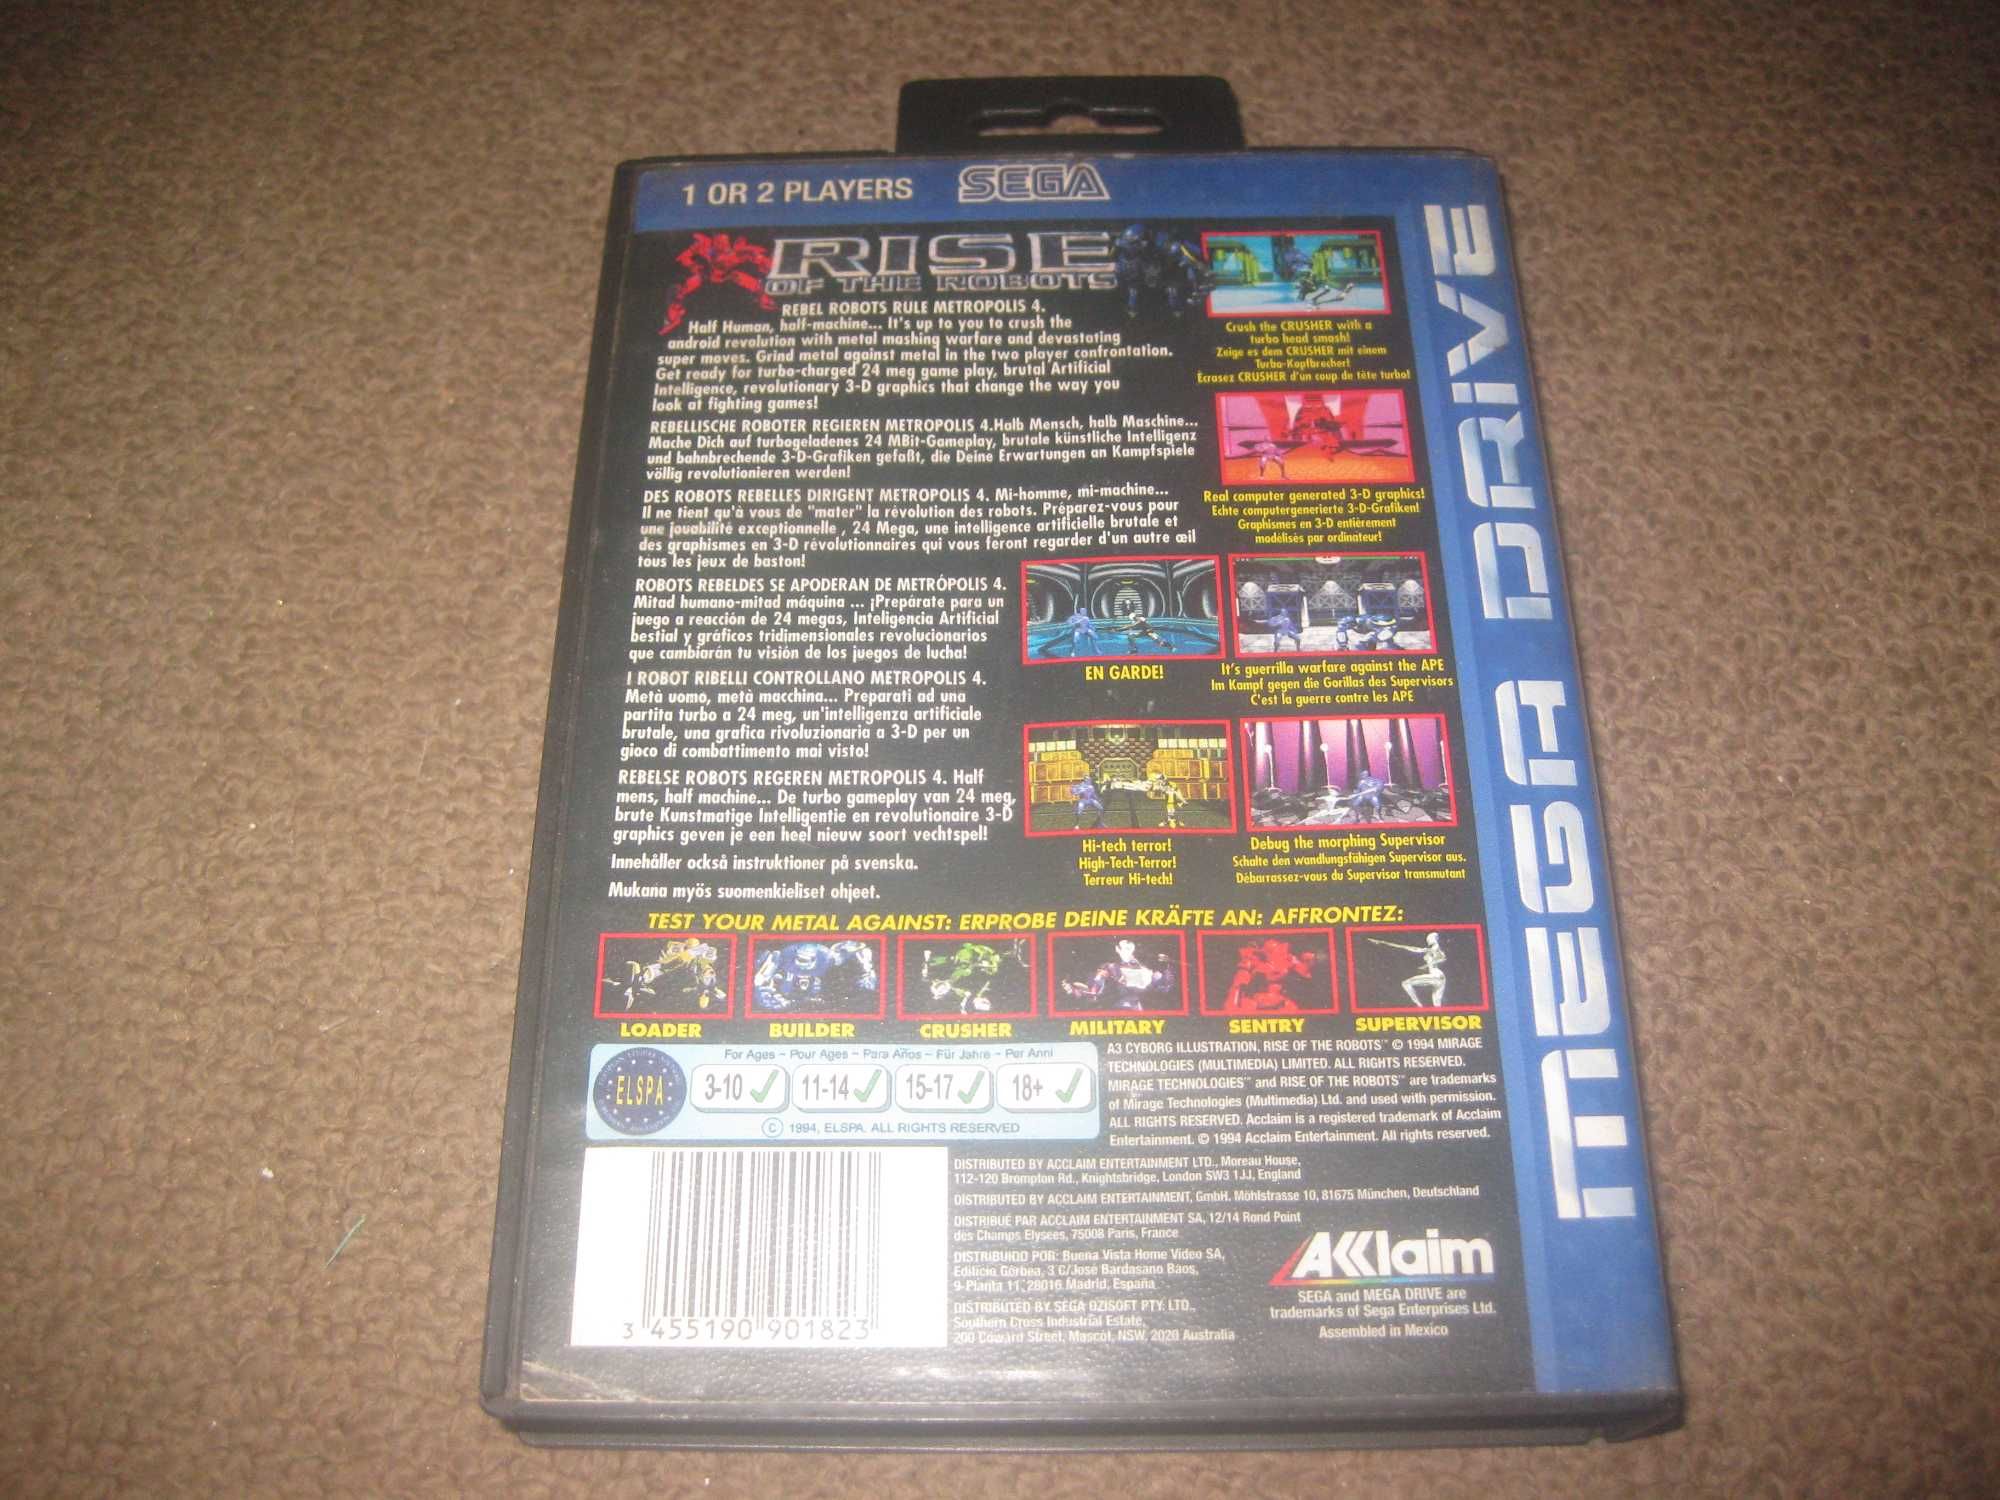 1 OR 2 PLAYERS
SEGA
MEGA DRIVE
RISE
OF THE ROBOTS
REBEL ROBOTS RULE METROPOLIS 4.
Half Human, half-machine... It's up to you to crush the
android revolution with metal mashing warfare and devastating
super moves. Grind metal against metal in the two player confrontation.
Get ready for turbo-charged 24 meg game play, brutal Artificial
Intelligence, revolutionary 3-D graphics that change the way you
look at fighting games!
REBELLISCHE ROBOTER REGIEREN METROPOLIS 4.Halb Mensch, halb Maschine...
Mache Dich auf turbogeladenes 24 MBit-Gameplay, brutale künstliche Intelligenz
und bahnbrechende 3-D-Grafiken gefaßt, die Deine Erwartungen an Kampfspiele
völlig revolutionieren werden!
DES ROBOTS REBELLES DIRIGENT METROPOLIS 4. Mi-homme, mi-machine...
Il ne tient qu'à vous de "mater" la révolution des robots. Préparez-vous pour
une jouabilité exceptionnelle , 24 Mega, une intelligence artificielle brutale et
des graphismes en 3-D révolutionnaires qui vous feront regarder d'un autre œil
tous les jeux de baston!
ROBOTS REBELDES SE APODERAN DE METRÓPOLIS 4.
Mitad humano-mitad máquina ... ¡Prepárate para un
juego a reacción de 24 megas, Inteligencia Artificial
bestial y gráficos tridimensionales revolucionarios
que cambiarán tu visión de los juegos de lucha!
I ROBOT RIBELLI CONTROLLANO METROPOLIS 4.
Metà uomo, metà macchina... Preparati ad una
partita turbo a 24 meg, un'intelligenza artificiale
brutale, una grafica rivoluzionaria a 3-D per un
gioco di combattimento mai visto!
REBELSE ROBOTS REGEREN METROPOLIS 4. Half
mens, half machine... De turbo gameplay van 24 meg,
brute Kunstmatige Intelligentie en revolutionaire 3-D
graphics geven je een heel nieuw soort vechtspel!
Innehåller också instruktioner på svenska.
Mukana myös suomenkieliset ohjeet.
Crush the CRUSHER with a
turbo head smash!
Zeige es dem CRUSHER mit einem
Turbo-Kopfbrecher!
Écrasez CRUSHER d'un coup de tête turbo!
Real computer generated 3-D graphics!
Echte computergenerierte 3-D-Grafiken!
Graphismes en 3-D entièrement
modélisés par ordinateur!
EN GARDE!
It's guerrilla warfare against the APE
Im Kampf gegen die Gorillas des Supervisors
C'est la guerre contre les APE
Hi-tech terror!
High-Tech-Terror!
Terreur Hi-tech!
Debug the morphing Supervisor
Schalte den wandlungsfähigen Supervisor aus.
Débarrassez-vous du Supervisor transmutant
TEST YOUR METAL AGAINST: ERPROBE DEINE KRÄFTE AN: AFFRONTEZ:
LOADER
BUILDER
CRUSHER
MILITARY
SENTRY
SUPERVISOR
ELSPA
For Ages - Pour Ages - Para Años - Für Jahre - Per Anni
3-10
11-14
15-17
18+
© 1994, ELSPA. ALL RIGHTS RESERVED
A3 CYBORG ILLUSTRATION, RISE OF THE ROBOTS™ © 1994 MIRAGE
TECHNOLOGIES (MULTIMEDIA) LIMITED. ALL RIGHTS RESERVED.
MIRAGE TECHNOLOGIES™ and RISE OF THE ROBOTS™ are trademarks
of Mirage Technologies (Multimedia) Ltd. and used with permission.
ALL RIGHTS RESERVED. Acclaim is a registered trademark of Acclaim
Entertainment. © 1994 Acclaim Entertainment. All rights reserved.
3 455190 901823
DISTRIBUTED BY ACCLAIM ENTERTAINMENT LTD., Moreau House,
112-120 Brompton Rd., Knightsbridge, London SW3 1JJ, England
DISTRIBUTED BY ACCLAIM ENTERTAINMENT, GmbH. Möhlstrasse 10, 81675 München, Deutschland
DISTRIBUÉ PAR ACCLAIM ENTERTAINMENT SA, 12/14 Rond Point
des Champs Elysees, 75008 Paris, France
DISTRIBUIDO POR: Buena Vista Home Video SA,
Edificio Gorbea, 3 C/José Bardasano Baos,
9-Planta 11, 28016 Madrid, España
DISTRIBUTED BY SEGA OZISOFT PTY. LTD.,
Southern Cross Industrial Estate,
200 Coward Street, Mascot, NSW. 2020 Australia
AKKlaim
SEGA and MEGA DRIVE are
trademarks of Sega Enterprises Ltd.
Assembled in Mexico